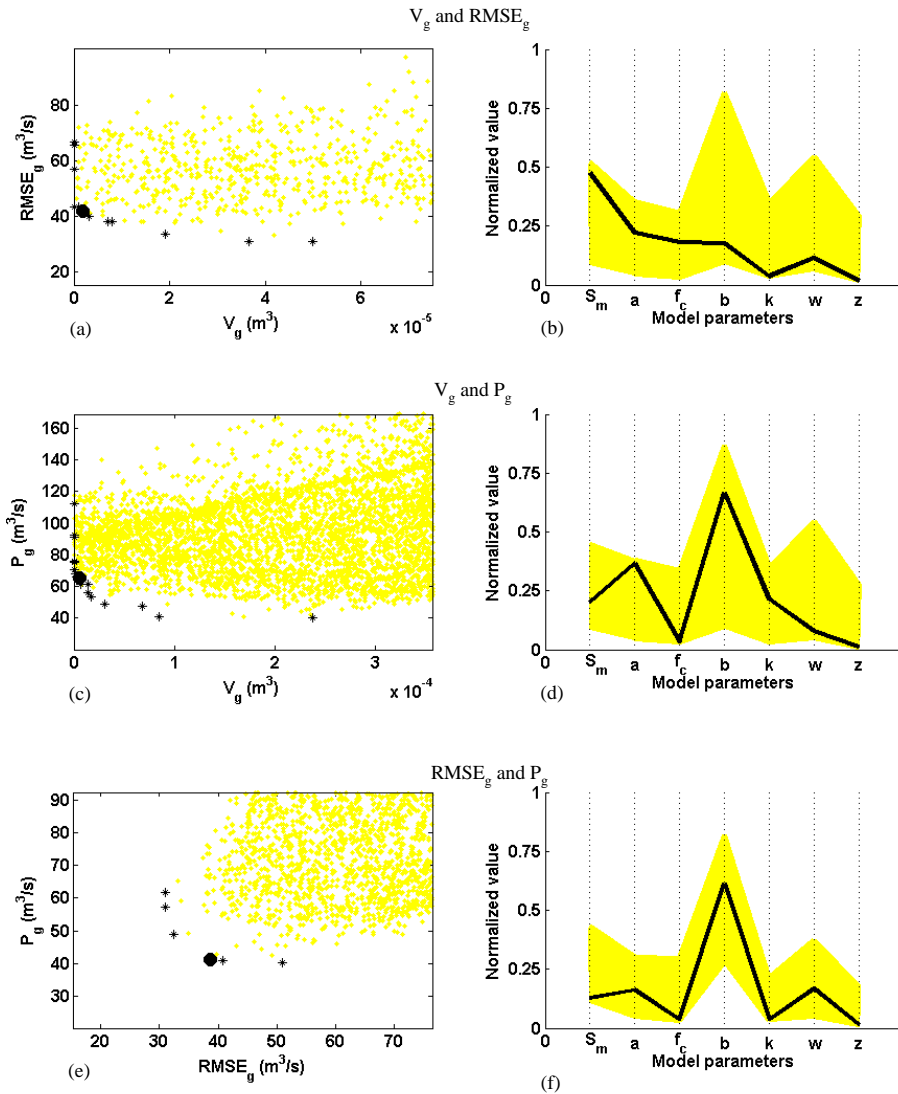 V_g and RMSE_g
RMSE_g (m^3/s)
80
60
40
20
0
2
4
6
V_g (m^3)
x 10^-5
(a)
Normalized value
1
0.75
0.5
0.25
0
0
S_m
a
f_c
b
k
w
z
Model parameters
(b)
V_g and P_g
P_g (m^3/s)
160
140
120
100
80
60
40
0
1
2
3
V_g (m^3)
x 10^-4
(c)
Normalized value
1
0.75
0.5
0.25
0
0
S_m
a
f_c
b
k
w
z
Model parameters
(d)
RMSE_g and P_g
P_g (m^3/s)
90
80
70
60
50
40
30
20
30
40
50
60
70
RMSE_g (m^3/s)
(e)
Normalized value
1
0.75
0.5
0.25
0
0
S_m
a
f_c
b
k
w
z
Model parameters
(f)